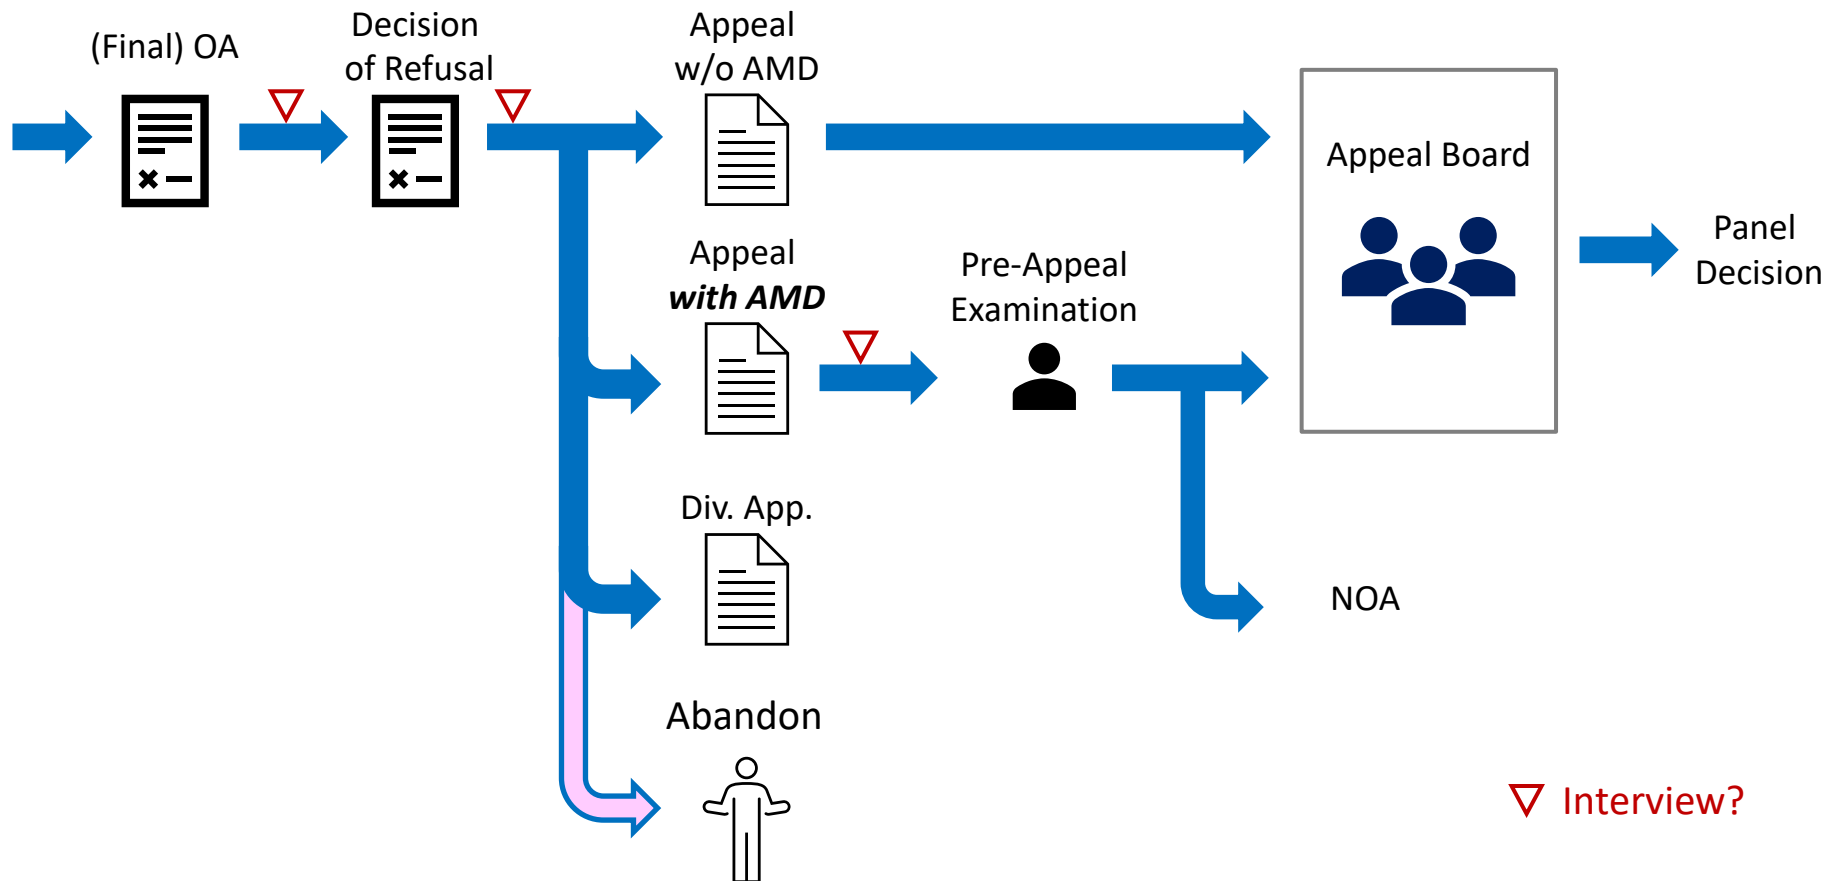 (Final) OA
Decision
of Refusal
Appeal
w/o AMD
Appeal Board
Panel
Decision
Appeal
with AMD
Pre-Appeal
Examination
Div. App.
NOA
Abandon
Interview?